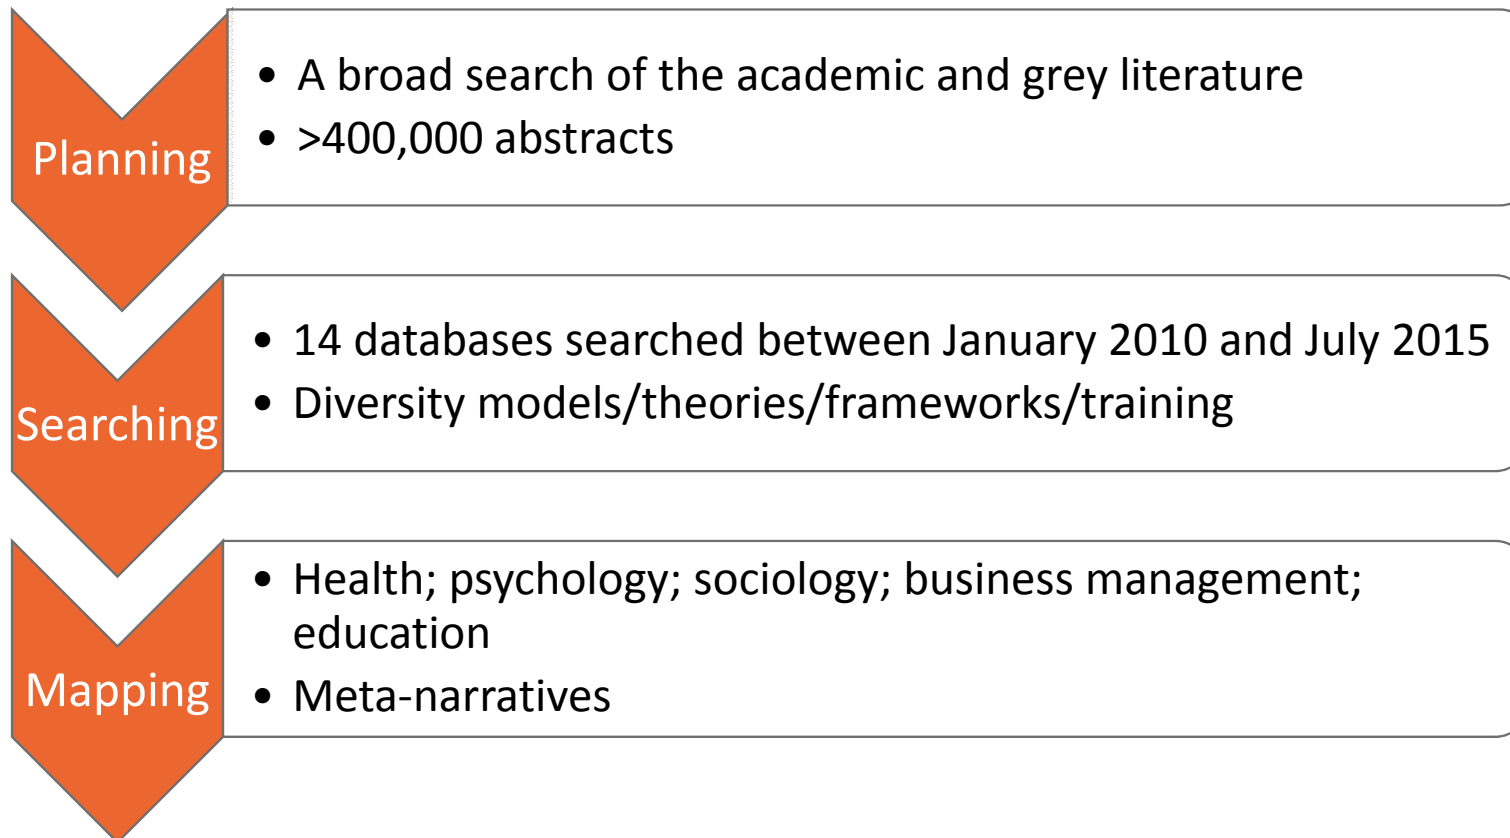 Planning
• A broad search of the academic and grey literature
• >400,000 abstracts
Searching
• 14 databases searched between January 2010 and July 2015
• Diversity models/theories/frameworks/training
Mapping
• Health; psychology; sociology; business management;
education
• Meta-narratives